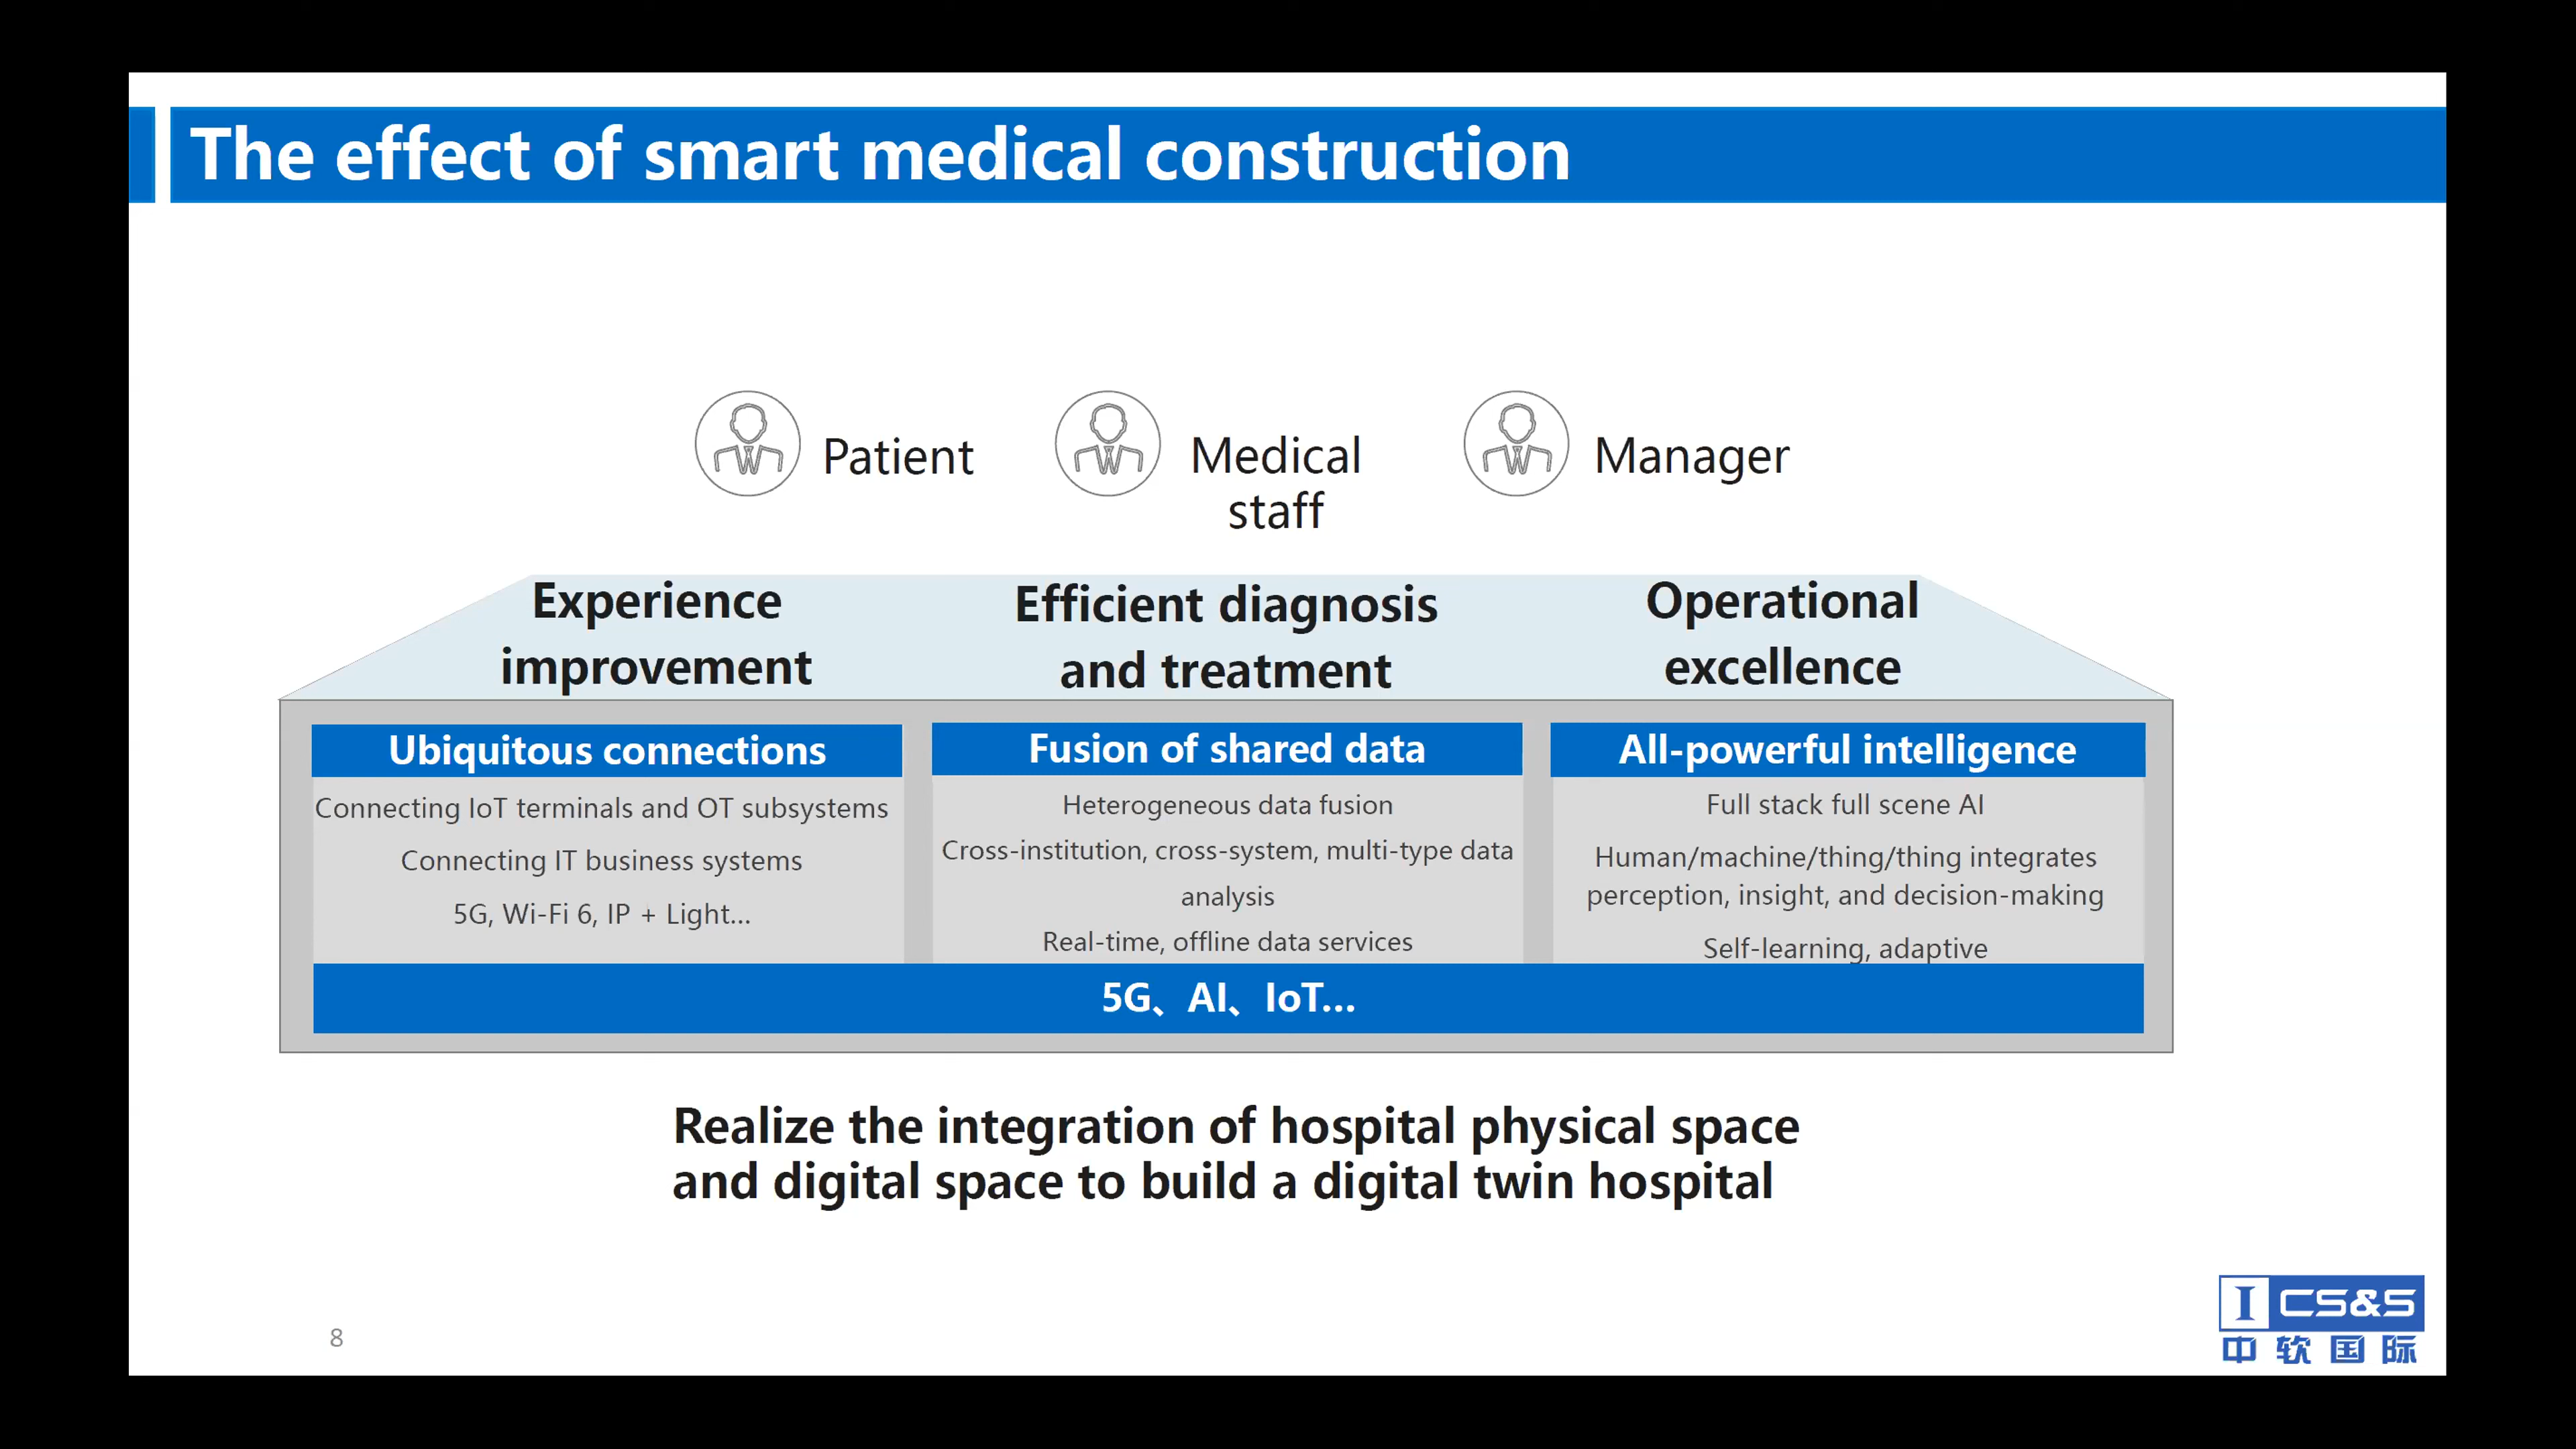 The effect of smart medical construction
Patient
Medical
staff
Manager
Experience
improvement
Efficient diagnosis
and treatment
Operational
excellence
Ubiquitous connections
Connecting IoT terminals and OT subsystems
Connecting IT business systems
5G, Wi-Fi 6, IP + Light...
Fusion of shared data
Heterogeneous data fusion
Cross-institution, cross-system, multi-type data
analysis
Real-time, offline data services
All-powerful intelligence
Full stack full scene AI
Human/machine/thing/thing integrates
perception, insight, and decision-making
Self-learning, adaptive
5G、AI、IoT...
Realize the integration of hospital physical space
and digital space to build a digital twin hospital
8
I CS&S
中软国际